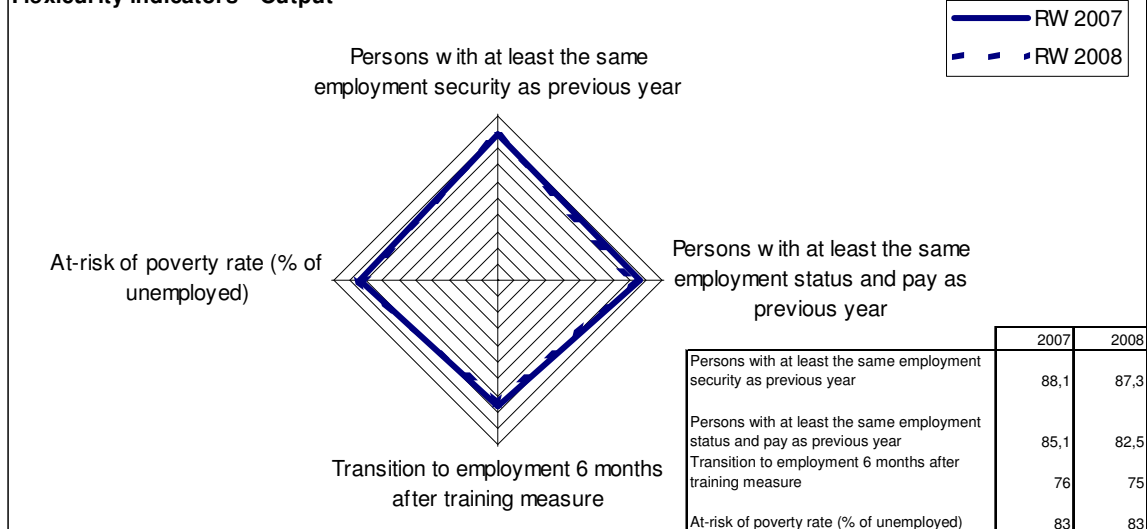 RW 2007
RW 2008
Persons with at least the same
employment security as previous year
Persons with at least the same
employment status and pay as
previous year
At-risk of poverty rate (% of
unemployed)
Transition to employment 6 months
after training measure
2007 2008
Persons with at least the same employment
security as previous year 88,1 87,3
Persons with at least the same employment
status and pay as previous year 85,1 82,5
Transition to employment 6 months after
training measure 76 75
At-risk of poverty rate (% of unemployed) 83 83